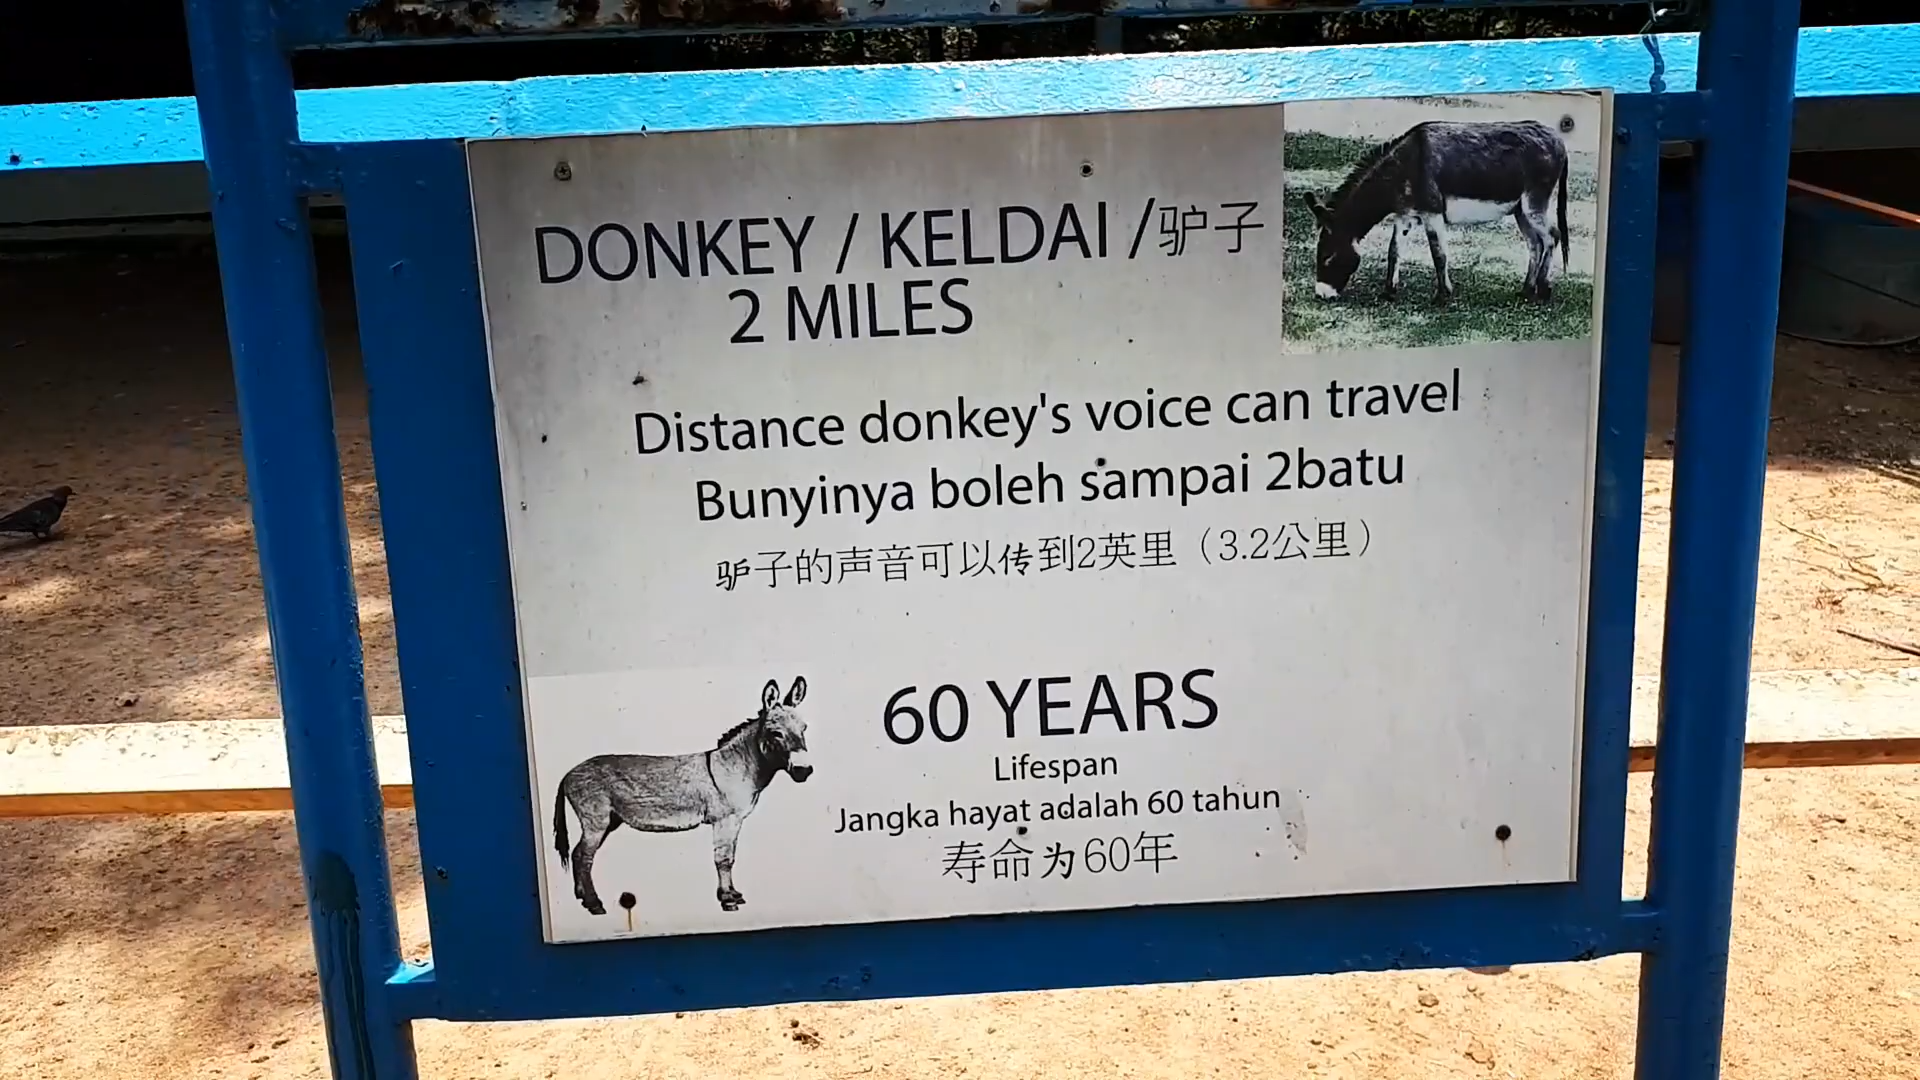 DONKEY / KELDAI /驴子
2 MILES
Distance donkey's voice can travel
Bunyinya boleh sampai 2batu
驴子的声音可以传到2英里（3.2公里）
60 YEARS
Lifespan
Jangka hayat adalah 60 tahun
寿命为60年